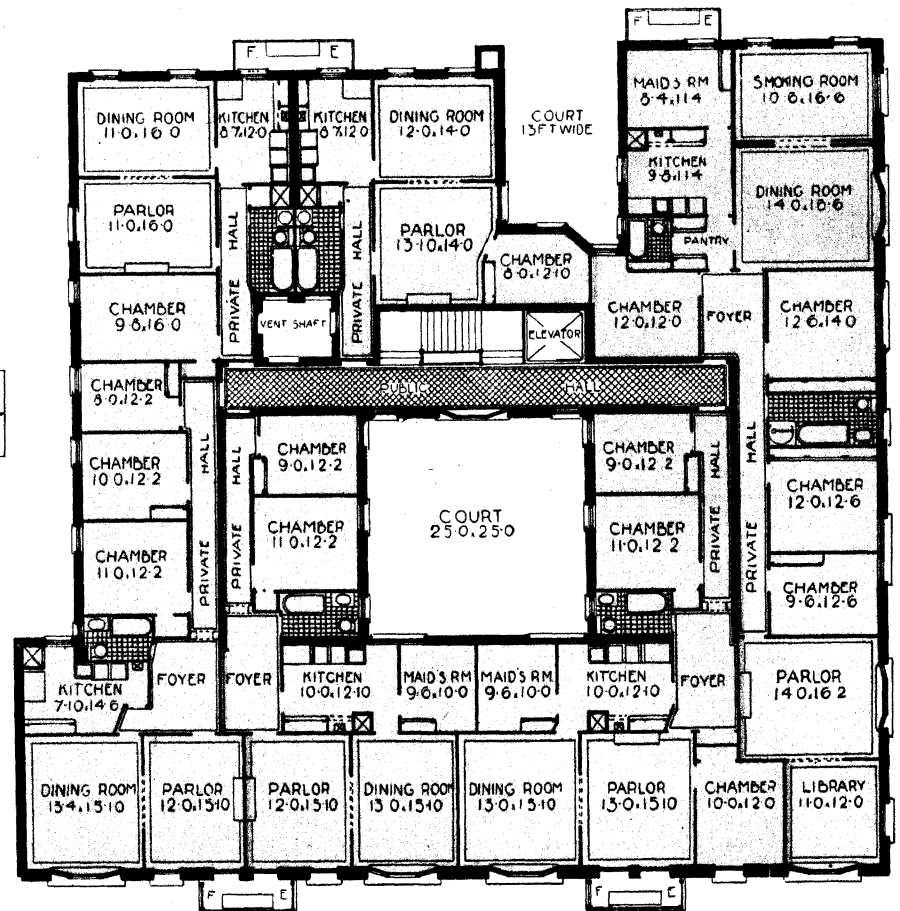 F E
F E
DINING ROOM
11·0×16·0
KITCHEN
8·7×12·0
KITCHEN
8·7×12·0
DINING ROOM
12·0×14·0
COURT
13 FT WIDE
MAID'S RM
8·4×11·4
SMOKING ROOM
10·6×16·6
KITCHEN
9·8×11·4
DINING ROOM
14·0×16·6
PARLOR
11·0×16·0
PRIVATE HALL
PRIVATE HALL
PARLOR
13·10×14·0
PANTRY
CHAMBER
8·0×12·10
CHAMBER
9·8×16·0
VENT SHAFT
ELEVATOR
CHAMBER
12·0×12·0
FOYER
CHAMBER
12·6×14·0
PUBLIC HALL
CHAMBER
8·0×12·2
CHAMBER
10·0×12·2
PRIVATE HALL
PRIVATE HALL
CHAMBER
9·0×12·2
CHAMBER
9·0×12·2
PRIVATE HALL
PRIVATE HALL
CHAMBER
12·0×12·6
CHAMBER
11·0×12·2
CHAMBER
11·0×12·2
COURT
25·0×25·0
CHAMBER
11·0×12·2
CHAMBER
9·6×12·6
KITCHEN
7·10×14·6
FOYER
FOYER
KITCHEN
10·0×12·10
MAID'S RM
9·6×10·0
MAID'S RM
9·6×10·0
KITCHEN
10·0×12·10
FOYER
PARLOR
14·0×16·2
DINING ROOM
13·4×15·10
PARLOR
12·0×15·10
PARLOR
12·0×15·10
DINING ROOM
13·0×15·10
DINING ROOM
13·0×15·10
PARLOR
13·0×15·10
CHAMBER
10·0×12·0
LIBRARY
11·0×12·0
F E
F E